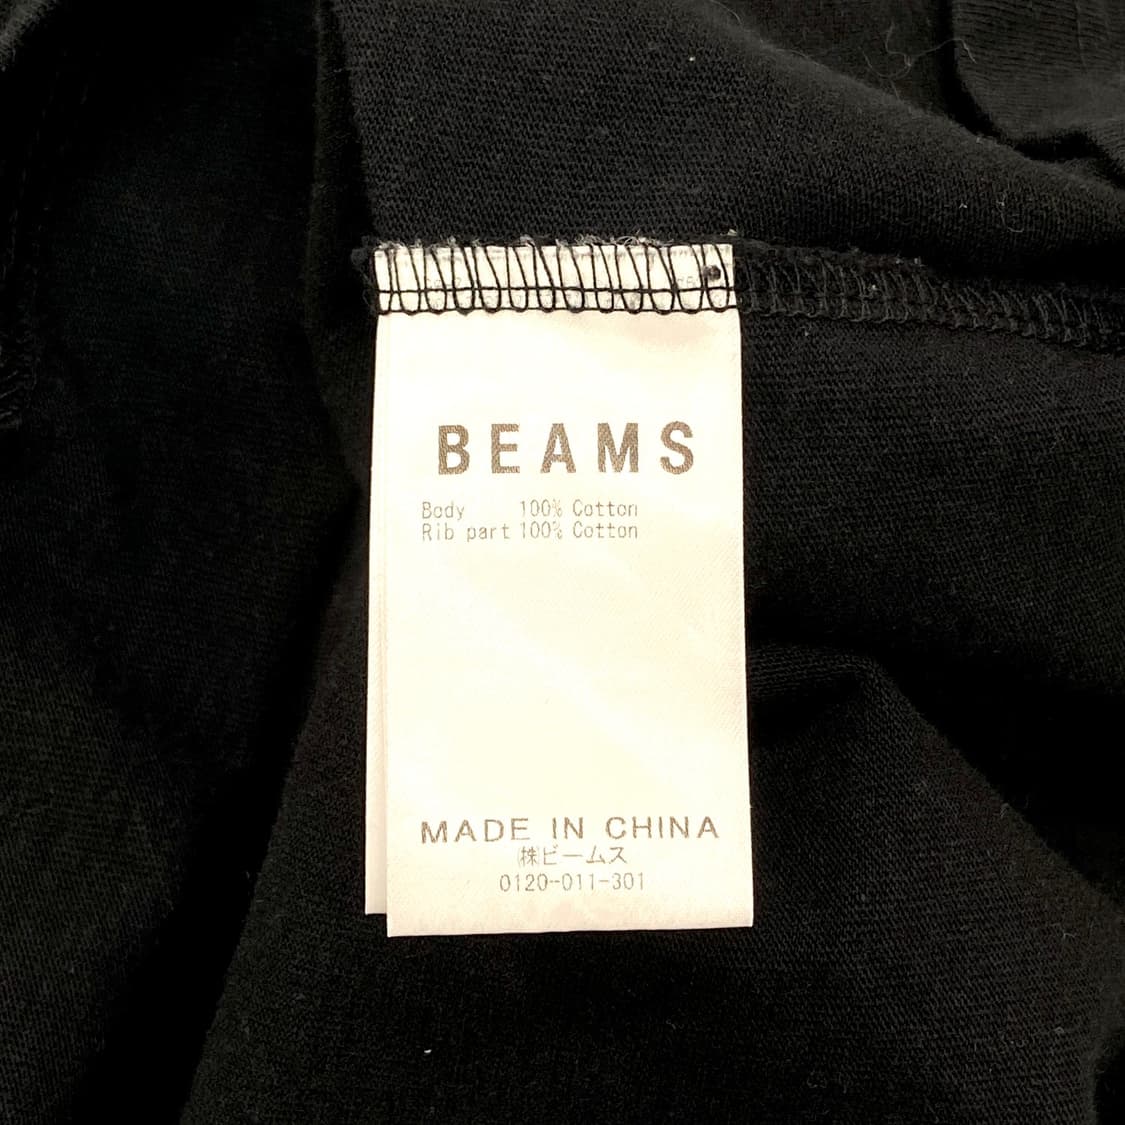 BEAMS
Body 100% Cotton
Rib part 100% Cotton
MADE IN CHINA
㈱ビームス
0120-011-301